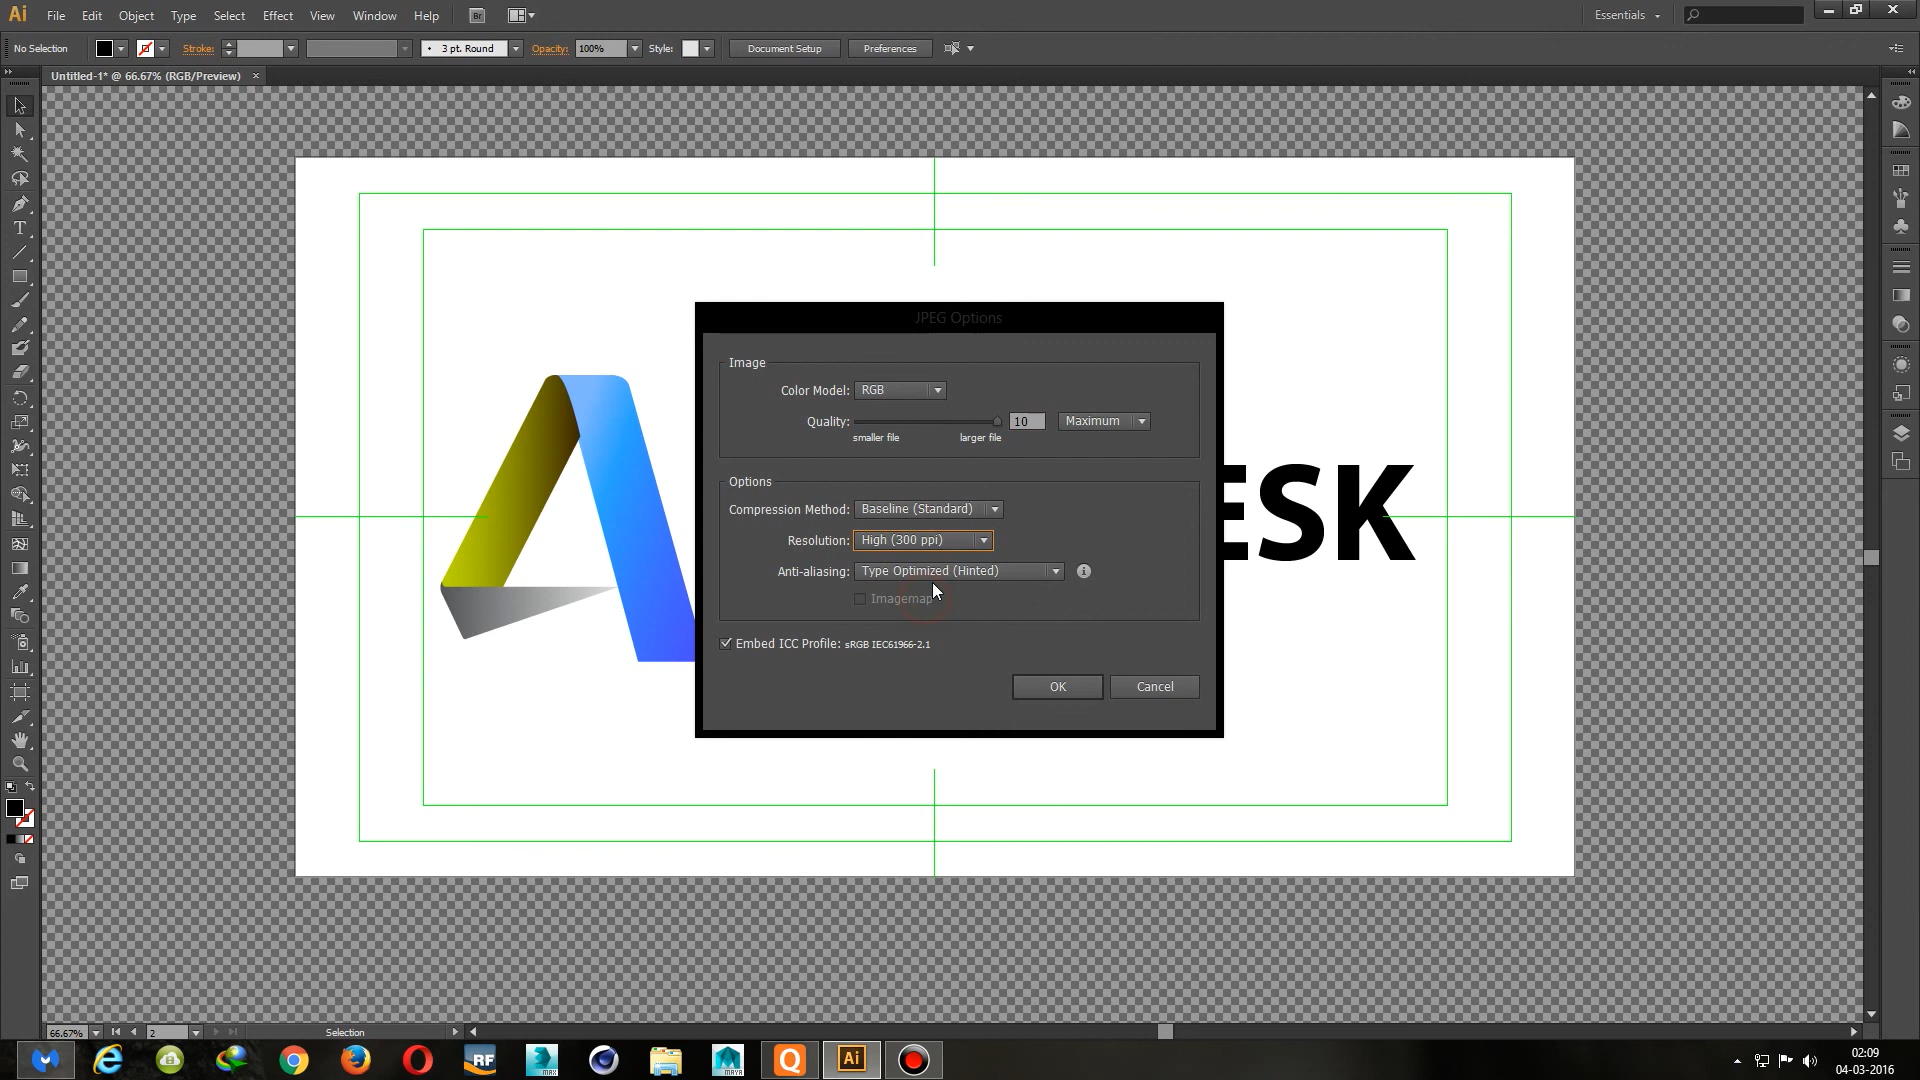 Ai File Edit Object Type Select Effect View Window Help Br Essentials
No Selection Stroke: 3 pt. Round Opacity: 100% Style: Document Setup Preferences
Untitled-1* @ 66.67% (RGB/Preview) ×
JPEG Options
Image
Color Model: RGB
Quality: 10 Maximum
smaller file larger file
Options
Compression Method: Baseline (Standard)
Resolution: High (300 ppi)
Anti-aliasing: Type Optimized (Hinted)
Imagemap
Embed ICC Profile: sRGB IEC61966-2.1
OK Cancel
ESK
66.67% 2 Selection
RF MAX MAYA Q Ai 02:09
04-03-2016